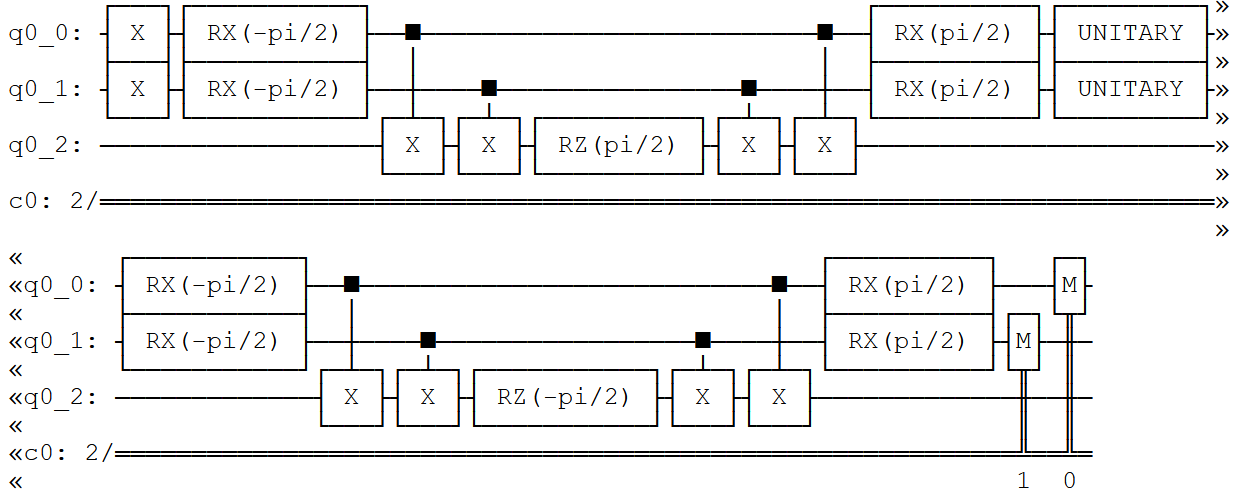 »
q0_0: X RX(-pi/2) ■ ■ RX(pi/2) UNITARY »
»
q0_1: X RX(-pi/2) ■ ■ RX(pi/2) UNITARY »
»
q0_2: X X RZ(pi/2) X X »
»
c0: 2/ »
»
«
«q0_0: RX(-pi/2) ■ ■ RX(pi/2) M
«
«q0_1: RX(-pi/2) ■ ■ RX(pi/2) M
«
«q0_2: X X RZ(-pi/2) X X
«
«c0: 2/
« 1 0